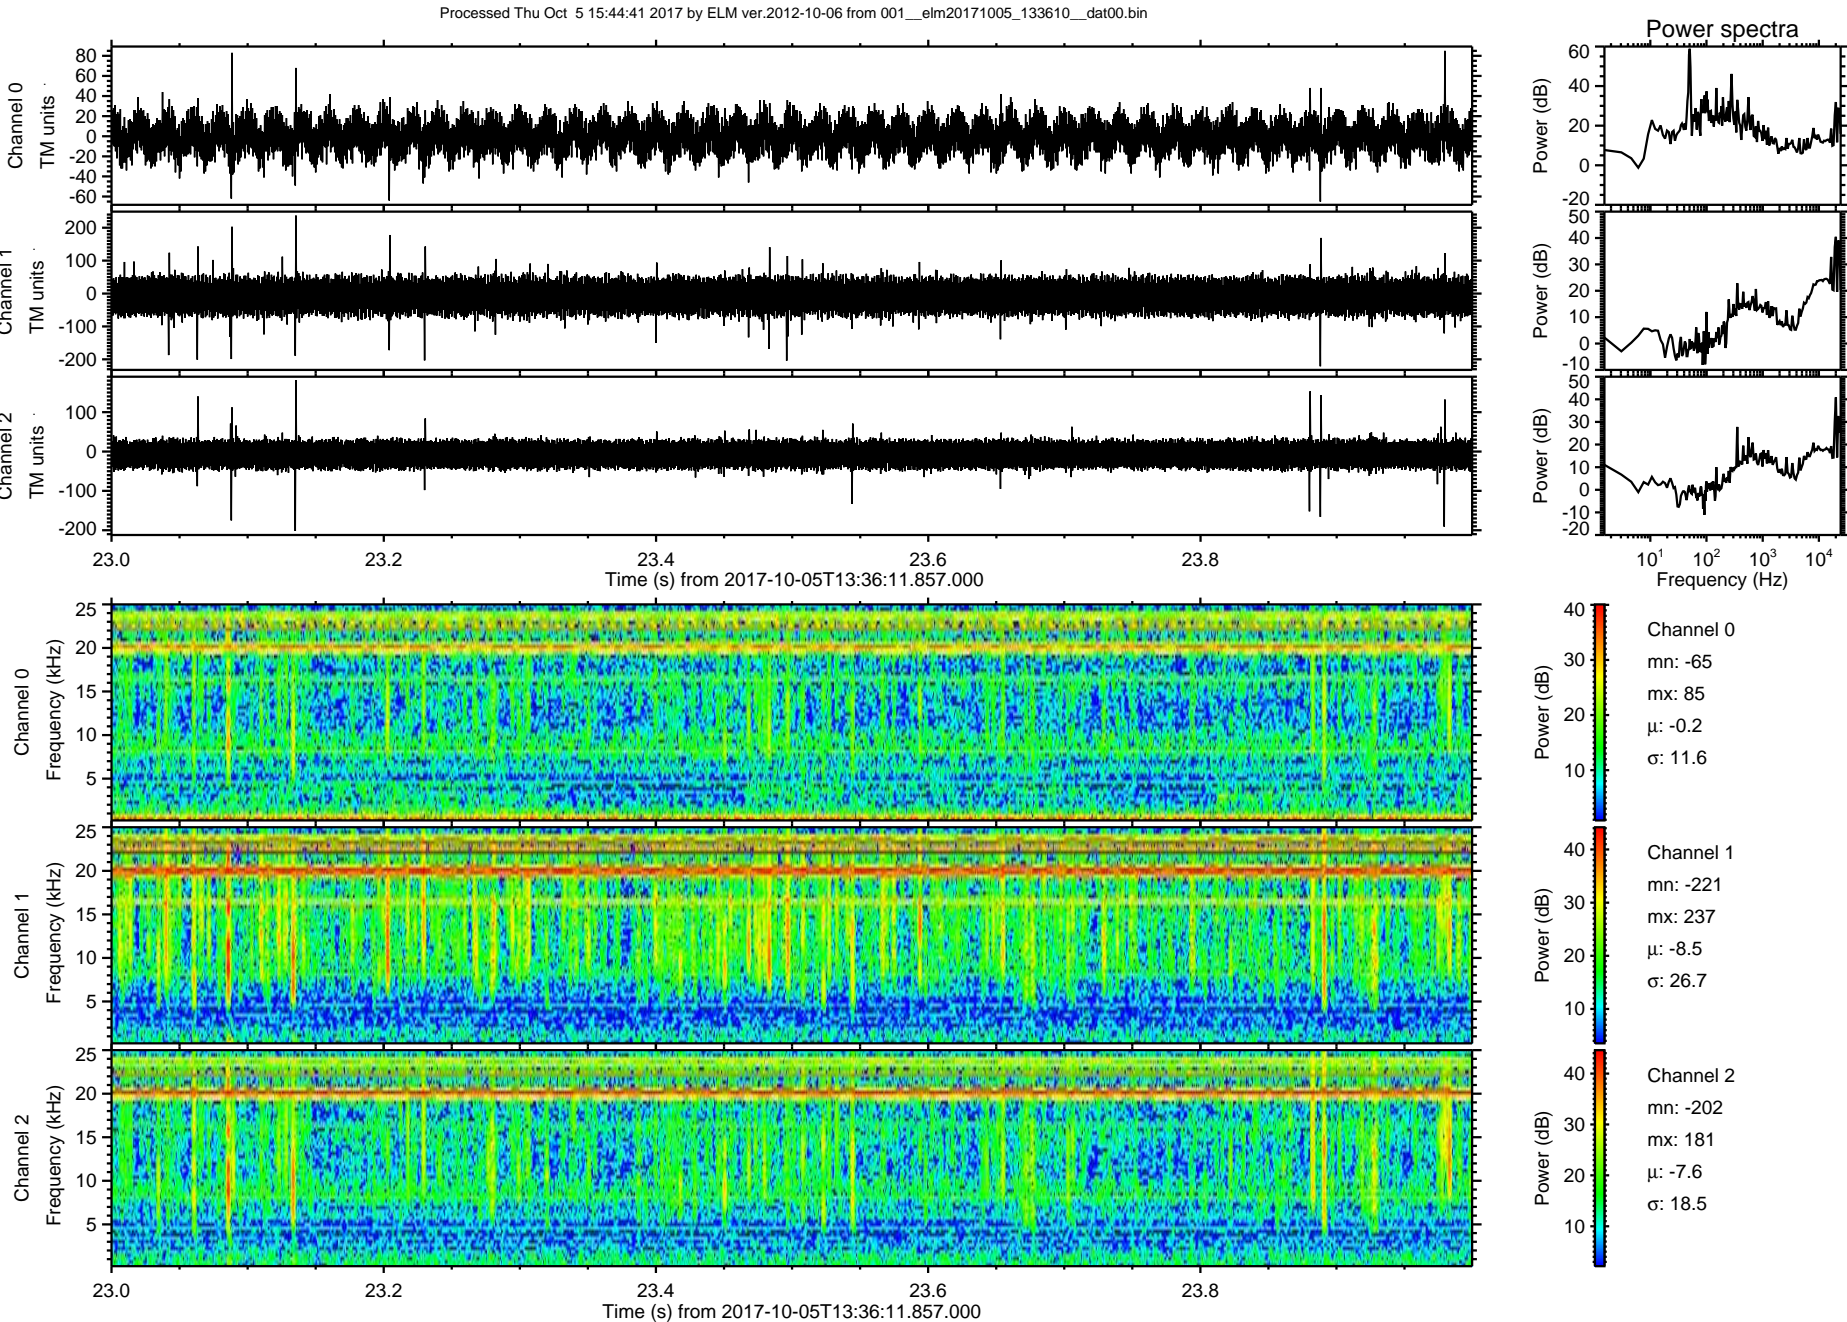 Processed Thu Oct  5 15:44:41 2017 by ELM ver.2012-10-06 from 001__elm20171005_133610__dat00.bin
Power spectra
Channel 0
TM units
80
60
40
20
0
-20
-40
-60
Power (dB)
60
40
20
0
-20
Channel 1
TM units
200
100
0
-100
-200
Power (dB)
50
40
30
20
10
0
-10
Channel 2
TM units
100
0
-100
-200
Power (dB)
50
40
30
20
10
0
-10
-20
23.0 23.2 23.4 23.6 23.8
Time (s) from 2017-10-05T13:36:11.857.000
10^1 10^2 10^3 10^4
Frequency (Hz)
Channel 0
Frequency (kHz)
25
20
15
10
5
Power (dB)
40
30
20
10
Channel 0
mn: -65
mx: 85
μ: -0.2
σ: 11.6
Channel 1
Frequency (kHz)
25
20
15
10
5
Power (dB)
40
30
20
10
Channel 1
mn: -221
mx: 237
μ: -8.5
σ: 26.7
Channel 2
Frequency (kHz)
25
20
15
10
5
Power (dB)
40
30
20
10
Channel 2
mn: -202
mx: 181
μ: -7.6
σ: 18.5
23.0 23.2 23.4 23.6 23.8
Time (s) from 2017-10-05T13:36:11.857.000